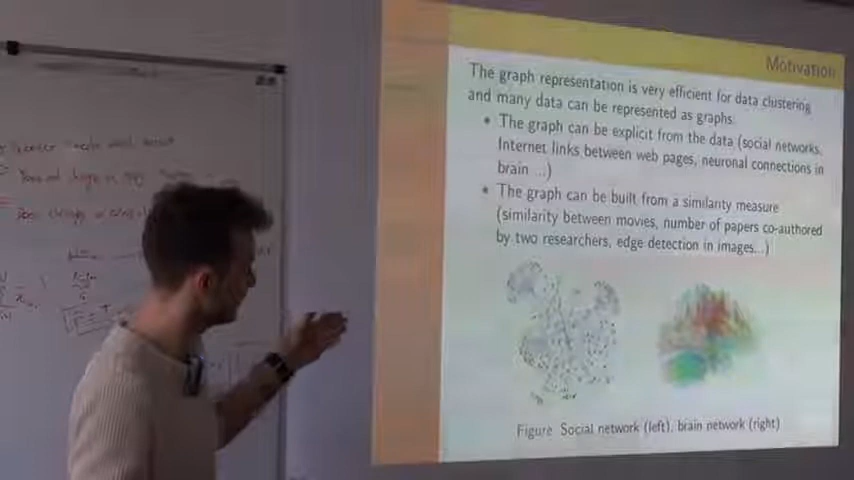 Motivation
The graph representation is very efficient for data clustering
and many data can be represented as graphs.
• The graph can be explicit from the data (social networks,
Internet links between web pages, neuronal connections in
brain ...)
• The graph can be built from a similarity measure
(similarity between movies, number of papers co-authored
by two researchers, edge detection in images...)
Figure Social network (left), brain network (right)